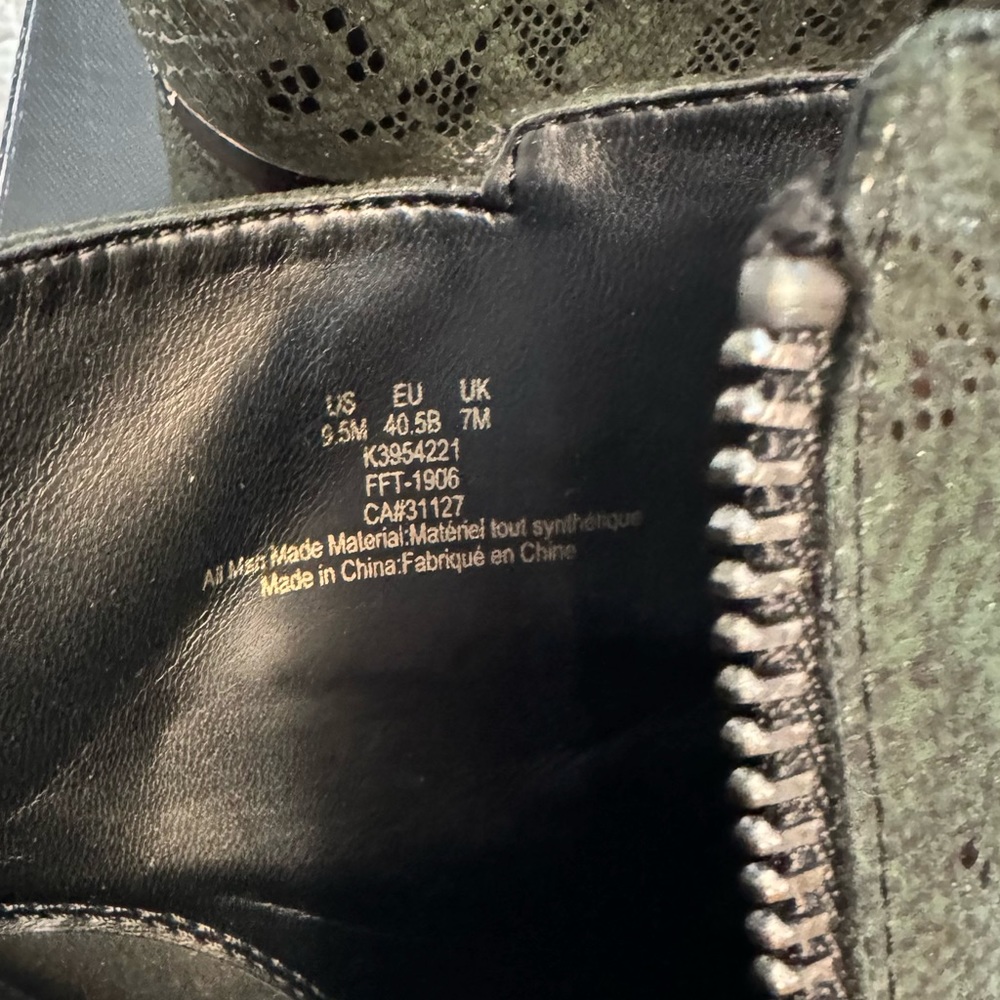 US EU UK
9.5M 40.5B 7M
K3954221
FFT-1906
CA#31127
All Man Made Material:Matériel tout synthétique
Made in China:Fabriqué en Chine